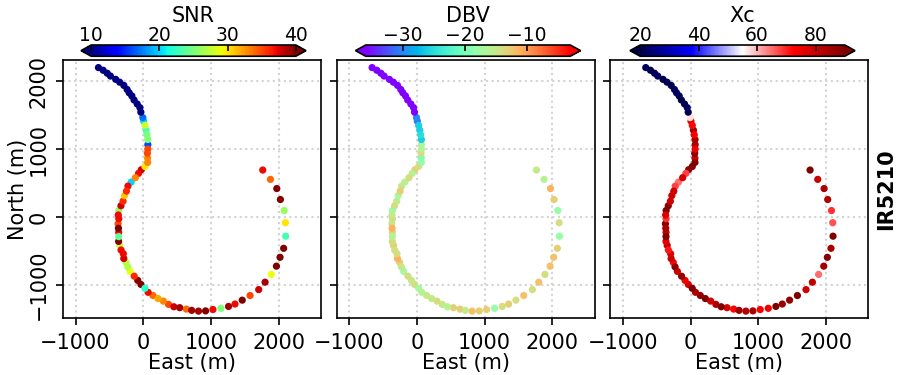 SNR DBV Xc
10 20 30 40 −30 −20 −10 20 40 60 80
2000
1000
0
−1000
North (m)
−1000 0 1000 2000 −1000 0 1000 2000 −1000 0 1000 2000
East (m) East (m) East (m)
IR5210